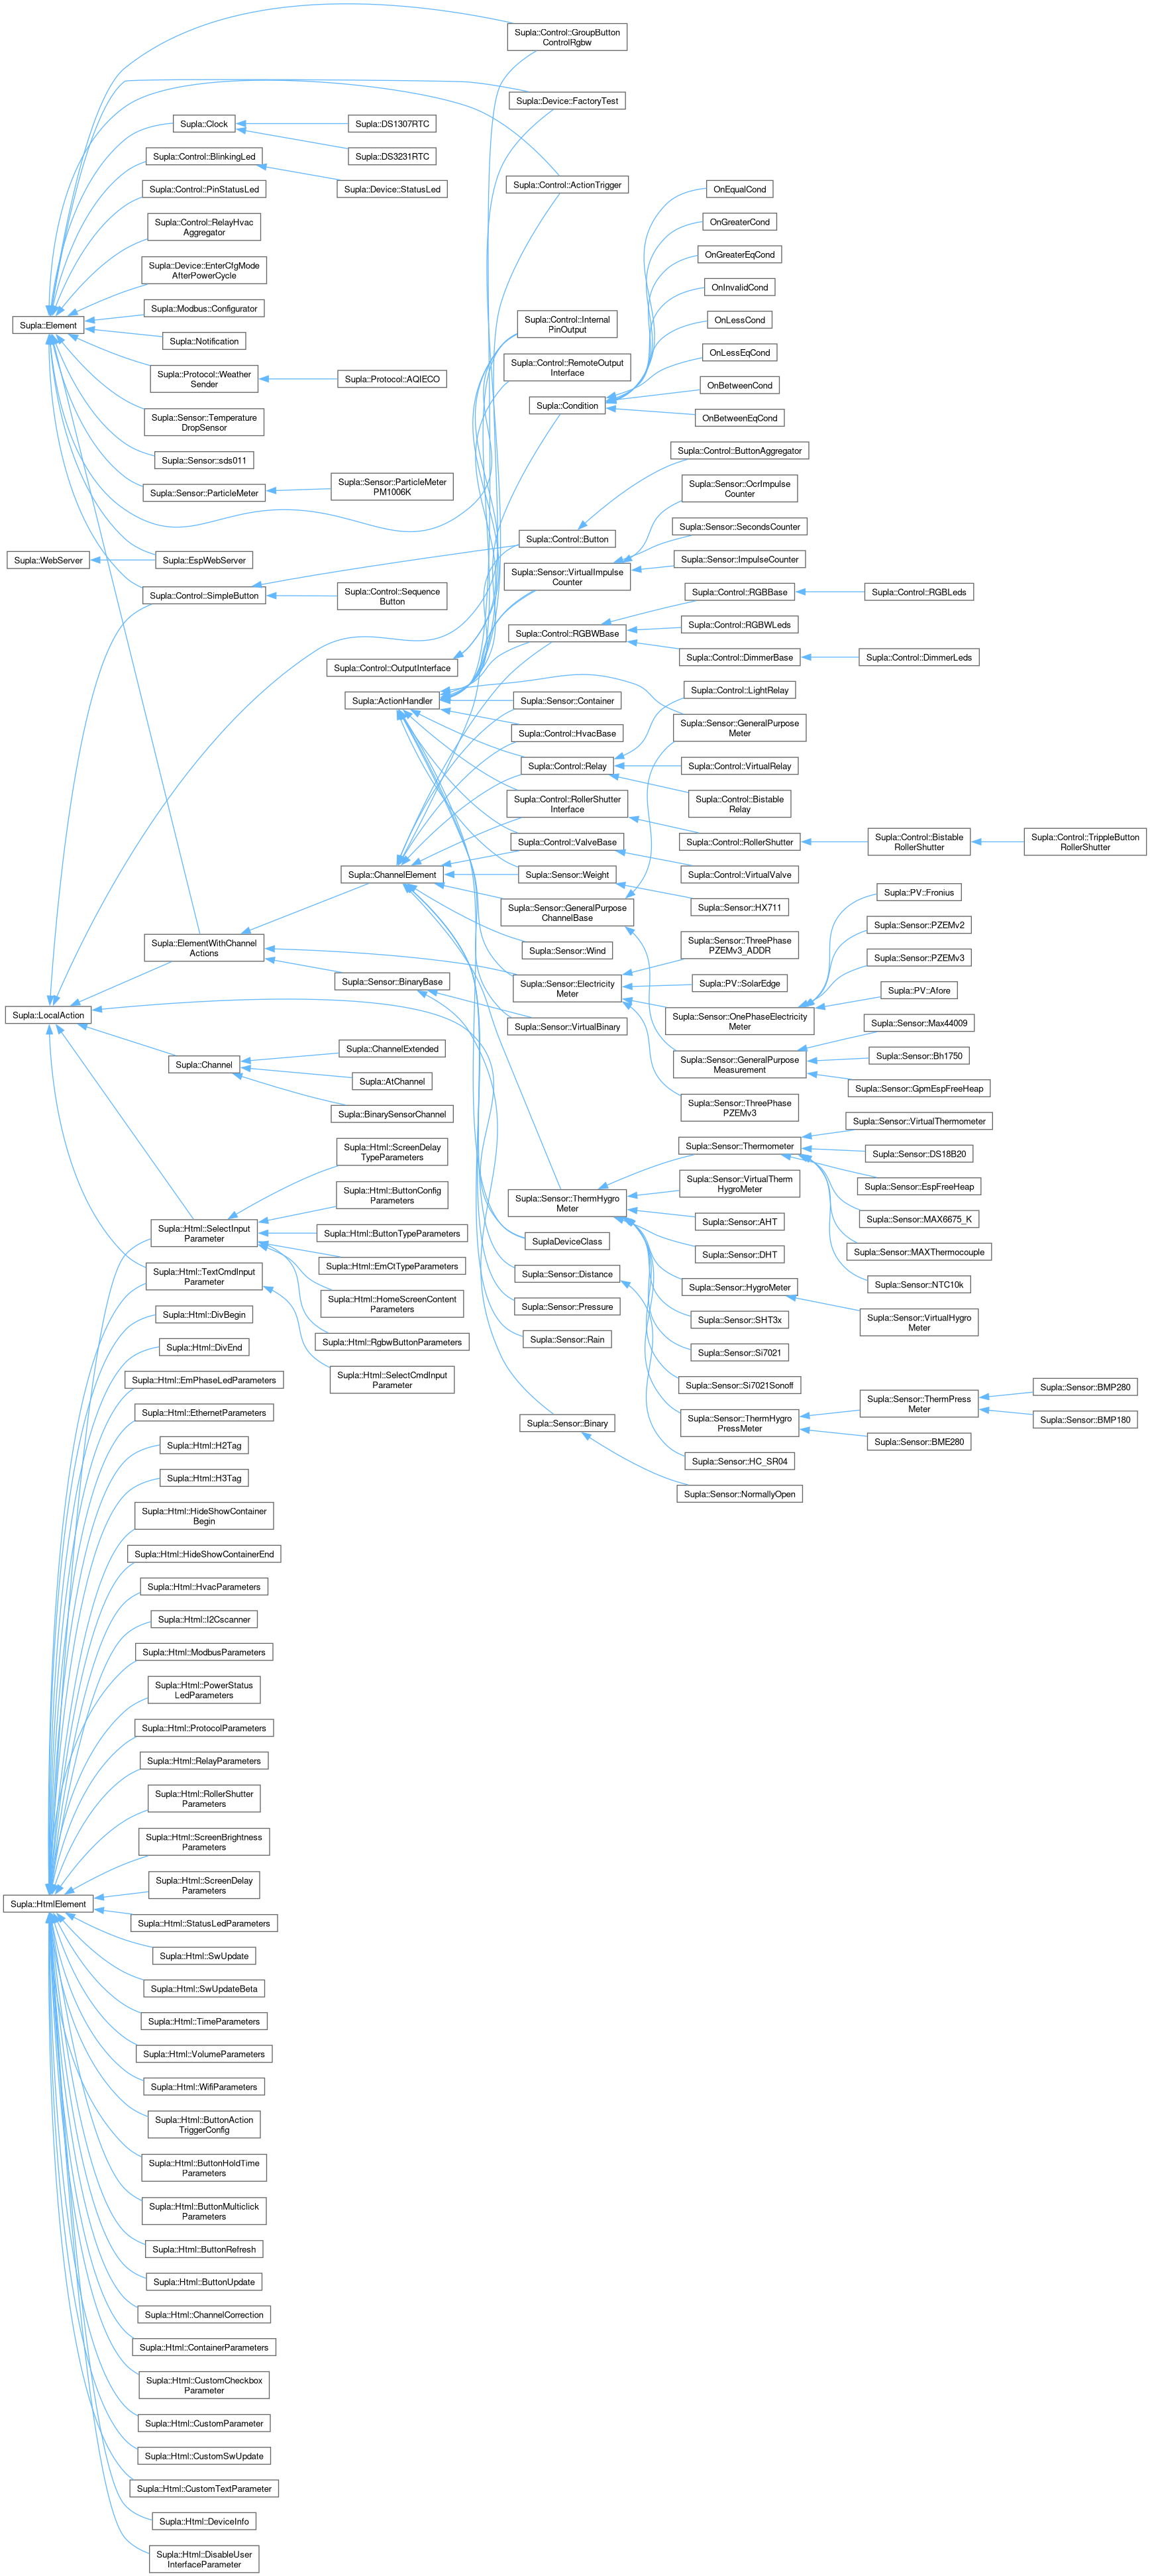 Supla::Control::GroupButton
ControlRgbw
Supla::Device::FactoryTest
Supla::Clock
Supla::DS1307RTC
Supla::DS3231RTC
Supla::Control::BlinkingLed
Supla::Device::StatusLed
Supla::Control::PinStatusLed
Supla::Control::ActionTrigger
Supla::Control::RelayHvac
Aggregator
Supla::Device::EnterCfgMode
AfterPowerCycle
Supla::Modbus::Configurator
Supla::Element
Supla::Notification
Supla::Protocol::Weather
Sender
Supla::Protocol::AQIECO
Supla::Sensor::Temperature
DropSensor
Supla::Sensor::sds011
Supla::Sensor::ParticleMeter
Supla::Sensor::ParticleMeter
PM1006K
Supla::WebServer
Supla::EspWebServer
Supla::Control::SimpleButton
Supla::Control::Sequence
Button
Supla::Control::Internal
PinOutput
Supla::Control::RemoteOutput
Interface
Supla::Condition
OnEqualCond
OnGreaterCond
OnGreaterEqCond
OnInvalidCond
OnLessCond
OnLessEqCond
OnBetweenCond
OnBetweenEqCond
Supla::Control::ButtonAggregator
Supla::Control::Button
Supla::Sensor::OcrImpulse
Counter
Supla::Sensor::SecondsCounter
Supla::Sensor::VirtualImpulse
Counter
Supla::Sensor::ImpulseCounter
Supla::Control::RGBBase
Supla::Control::RGBLeds
Supla::Control::RGBWBase
Supla::Control::RGBWLeds
Supla::Control::DimmerBase
Supla::Control::DimmerLeds
Supla::Control::OutputInterface
Supla::ActionHandler
Supla::Sensor::Container
Supla::Control::LightRelay
Supla::Control::HvacBase
Supla::Sensor::GeneralPurpose
Meter
Supla::Control::Relay
Supla::Control::VirtualRelay
Supla::Control::RollerShutter
Interface
Supla::Control::Bistable
Relay
Supla::Control::ValveBase
Supla::Control::RollerShutter
Supla::Control::Bistable
RollerShutter
Supla::Control::TrippleButton
RollerShutter
Supla::ChannelElement
Supla::Sensor::Weight
Supla::Control::VirtualValve
Supla::Sensor::GeneralPurpose
ChannelBase
Supla::Sensor::HX711
Supla::PV::Fronius
Supla::Sensor::PZEMv2
Supla::ElementWithChannel
Actions
Supla::Sensor::Wind
Supla::Sensor::ThreePhase
PZEMv3_ADDR
Supla::Sensor::PZEMv3
Supla::Sensor::BinaryBase
Supla::Sensor::Electricity
Meter
Supla::PV::SolarEdge
Supla::PV::Afore
Supla::LocalAction
Supla::Sensor::VirtualBinary
Supla::Sensor::OnePhaseElectricity
Meter
Supla::Sensor::Max44009
Supla::Channel
Supla::ChannelExtended
Supla::AtChannel
Supla::BinarySensorChannel
Supla::Sensor::GeneralPurpose
Measurement
Supla::Sensor::Bh1750
Supla::Sensor::GpmEspFreeHeap
Supla::Sensor::ThreePhase
PZEMv3
Supla::Sensor::VirtualThermometer
Supla::Html::ScreenDelay
TypeParameters
Supla::Sensor::Thermometer
Supla::Sensor::DS18B20
Supla::Sensor::EspFreeHeap
Supla::Html::ButtonConfig
Parameters
Supla::Sensor::ThermHygro
Meter
Supla::Sensor::VirtualTherm
HygroMeter
Supla::Sensor::MAX6675_K
Supla::Html::SelectInput
Parameter
Supla::Html::ButtonTypeParameters
SuplaDeviceClass
Supla::Sensor::AHT
Supla::Sensor::DHT
Supla::Sensor::MAXThermocouple
Supla::Html::TextCmdInput
Parameter
Supla::Html::EmCtTypeParameters
Supla::Sensor::Distance
Supla::Sensor::HygroMeter
Supla::Sensor::NTC10k
Supla::Html::DivBegin
Supla::Html::HomeScreenContent
Parameters
Supla::Sensor::Pressure
Supla::Sensor::SHT3x
Supla::Sensor::VirtualHygro
Meter
Supla::Html::DivEnd
Supla::Html::RgbwButtonParameters
Supla::Sensor::Rain
Supla::Sensor::Si7021
Supla::Html::EmPhaseLedParameters
Supla::Html::SelectCmdInput
Parameter
Supla::Sensor::Si7021Sonoff
Supla::Sensor::ThermPress
Meter
Supla::Sensor::BMP280
Supla::Html::EthernetParameters
Supla::Sensor::Binary
Supla::Sensor::ThermHygro
PressMeter
Supla::Sensor::BMP180
Supla::Html::H2Tag
Supla::Sensor::BME280
Supla::Sensor::HC_SR04
Supla::Html::H3Tag
Supla::Sensor::NormallyOpen
Supla::Html::HideShowContainer
Begin
Supla::Html::HideShowContainerEnd
Supla::Html::HvacParameters
Supla::Html::I2Cscanner
Supla::Html::ModbusParameters
Supla::Html::PowerStatus
LedParameters
Supla::Html::ProtocolParameters
Supla::Html::RelayParameters
Supla::Html::RollerShutter
Parameters
Supla::Html::ScreenBrightness
Parameters
Supla::Html::ScreenDelay
Parameters
Supla::HtmlElement
Supla::Html::StatusLedParameters
Supla::Html::SwUpdate
Supla::Html::SwUpdateBeta
Supla::Html::TimeParameters
Supla::Html::VolumeParameters
Supla::Html::WifiParameters
Supla::Html::ButtonAction
TriggerConfig
Supla::Html::ButtonHoldTime
Parameters
Supla::Html::ButtonMulticlick
Parameters
Supla::Html::ButtonRefresh
Supla::Html::ButtonUpdate
Supla::Html::ChannelCorrection
Supla::Html::ContainerParameters
Supla::Html::CustomCheckbox
Parameter
Supla::Html::CustomParameter
Supla::Html::CustomSwUpdate
Supla::Html::CustomTextParameter
Supla::Html::DeviceInfo
Supla::Html::DisableUser
InterfaceParameter